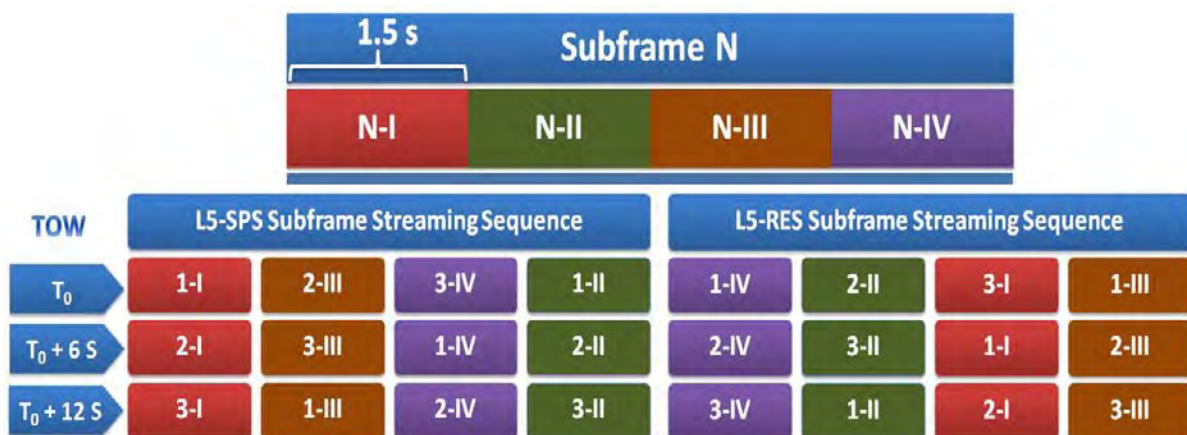 1.5 s
Subframe N
N-I N-II N-III N-IV
TOW L5-SPS Subframe Streaming Sequence L5-RES Subframe Streaming Sequence
T0 1-I 2-III 3-IV 1-II 1-IV 2-II 3-I 1-III
T0 + 6 S 2-I 3-III 1-IV 2-II 2-IV 3-II 1-I 2-III
T0 + 12 S 3-I 1-III 2-IV 3-II 3-IV 1-II 2-I 3-III